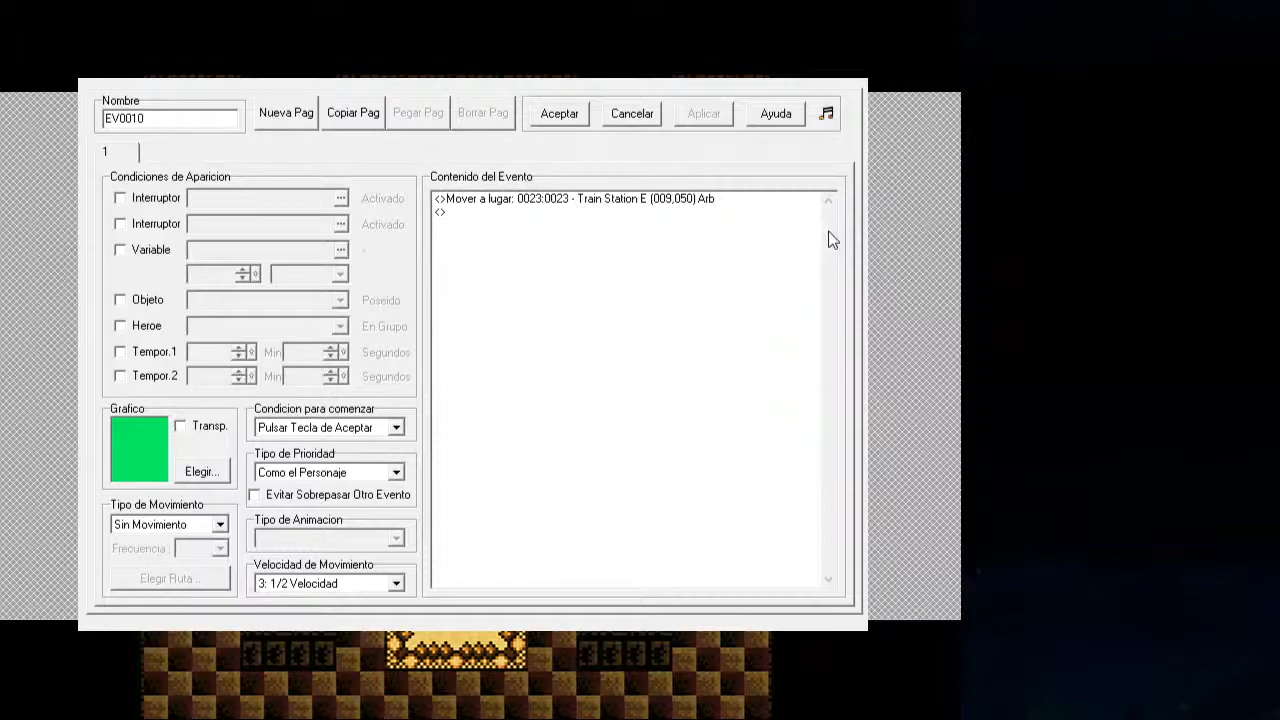 Nombre
EV0010
Nueva Pag
Copiar Pag
Pegar Pag
Borrar Pag
Aceptar
Cancelar
Aplicar
Ayuda
1
Condiciones de Aparicion
Interruptor
Activado
Interruptor
Activado
Variable
-
Objeto
Poseido
Heroe
En Grupo
Tempor.1
Min
Segundos
Tempor.2
Min
Segundos
Grafico
Transp.
Elegir...
Tipo de Movimiento
Sin Movimiento
Frecuencia
Elegir Ruta ..
Condicion para comenzar
Pulsar Tecla de Aceptar
Tipo de Prioridad
Como el Personaje
Evitar Sobrepasar Otro Evento
Tipo de Animacion
Velocidad de Movimiento
3: 1/2 Velocidad
Contenido del Evento
<>Mover a lugar: 0023:0023 - Train Station E (009,050) Arb
<>